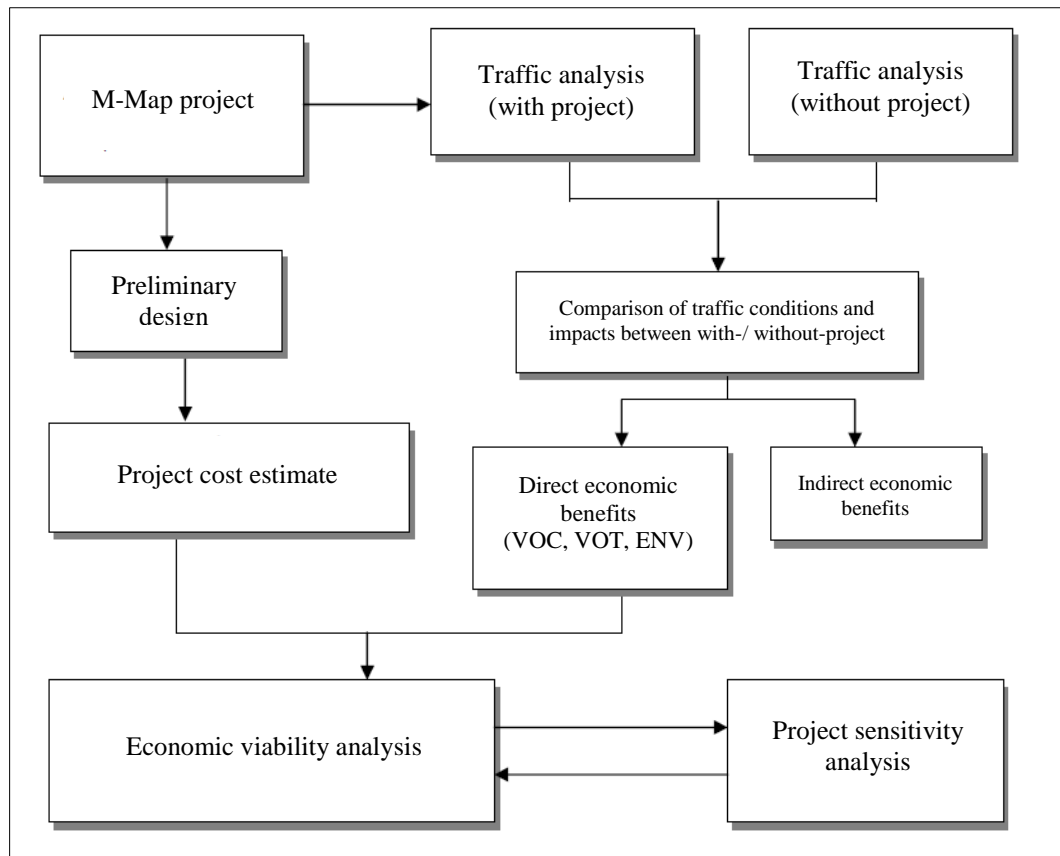 M-Map project
Traffic analysis
(with project)
Traffic analysis
(without project)
Preliminary
design
Comparison of traffic conditions and
impacts between with-/ without-project
Project cost estimate
Direct economic
benefits
(VOC, VOT, ENV)
Indirect economic
benefits
Economic viability analysis
Project sensitivity
analysis